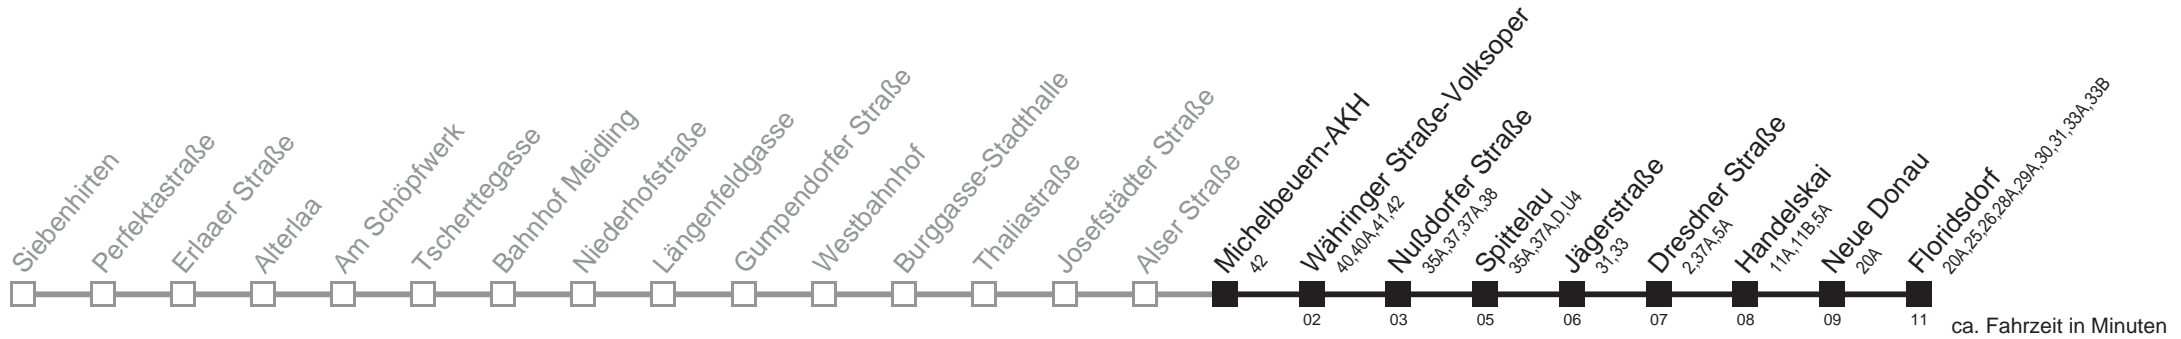 Siebenhirten
Perfektastraße
Erlaaer Straße
Alterlaa
Am Schöpfwerk
Tscherttegasse
Bahnhof Meidling
Niederhofstraße
Längenfeldgasse
Gumpendorfer Straße
Westbahnhof
Burggasse-Stadthalle
Thaliastraße
Josefstädter Straße
Alser Straße
Michelbeuern-AKH
42
Währinger Straße-Volksoper
40,40A,41,42
Nußdorfer Straße
35A,37,37A,38
Spittelau
35A,37A,D,U4
Jägerstraße
31,33
Dresdner Straße
2,37A,5A
Handelskai
11A,11B,5A
Neue Donau
20A
Floridsdorf
20A,25,26,28A,29A,30,31,33A,33B
02 03 05 06 07 08 09 11 ca. Fahrzeit in Minuten